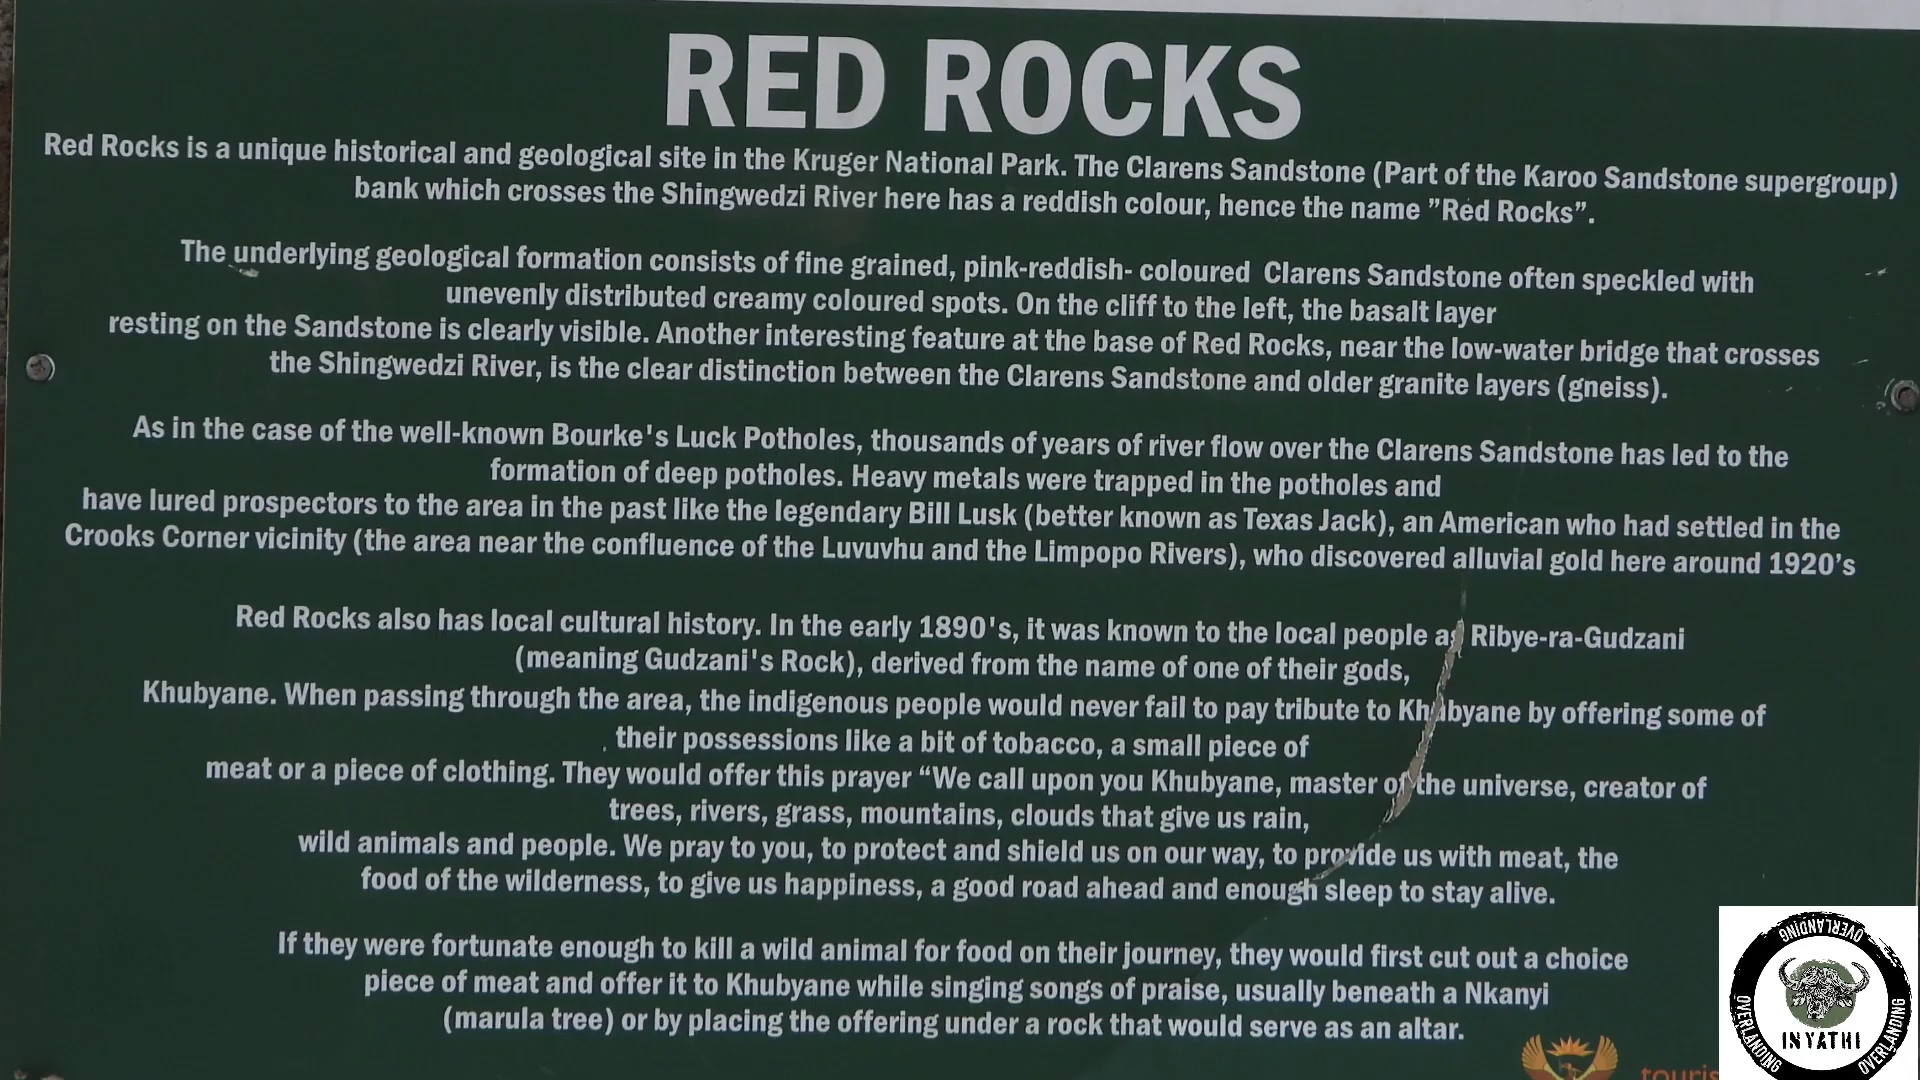 RED ROCKS
Red Rocks is a unique historical and geological site in the Kruger National Park. The Clarens Sandstone (Part of the Karoo Sandstone supergroup)
bank which crosses the Shingwedzi River here has a reddish colour, hence the name ”Red Rocks”.
The underlying geological formation consists of fine grained, pink-reddish- coloured Clarens Sandstone often speckled with
unevenly distributed creamy coloured spots. On the cliff to the left, the basalt layer
resting on the Sandstone is clearly visible. Another interesting feature at the base of Red Rocks, near the low-water bridge that crosses
the Shingwedzi River, is the clear distinction between the Clarens Sandstone and older granite layers (gneiss).
As in the case of the well-known Bourke's Luck Potholes, thousands of years of river flow over the Clarens Sandstone has led to the
formation of deep potholes. Heavy metals were trapped in the potholes and
have lured prospectors to the area in the past like the legendary Bill Lusk (better known as Texas Jack), an American who had settled in the
Crooks Corner vicinity (the area near the confluence of the Luvuvhu and the Limpopo Rivers), who discovered alluvial gold here around 1920’s
Red Rocks also has local cultural history. In the early 1890's, it was known to the local people as Ribye-ra-Gudzani
(meaning Gudzani's Rock), derived from the name of one of their gods,
Khubyane. When passing through the area, the indigenous people would never fail to pay tribute to Khubyane by offering some of
their possessions like a bit of tobacco, a small piece of
meat or a piece of clothing. They would offer this prayer “We call upon you Khubyane, master of the universe, creator of
trees, rivers, grass, mountains, clouds that give us rain,
wild animals and people. We pray to you, to protect and shield us on our way, to provide us with meat, the
food of the wilderness, to give us happiness, a good road ahead and enough sleep to stay alive.
If they were fortunate enough to kill a wild animal for food on their journey, they would first cut out a choice
piece of meat and offer it to Khubyane while singing songs of praise, usually beneath a Nkanyi
(marula tree) or by placing the offering under a rock that would serve as an altar.
OVERLANDING
OVERLANDING
OVERLANDING
INYATHI